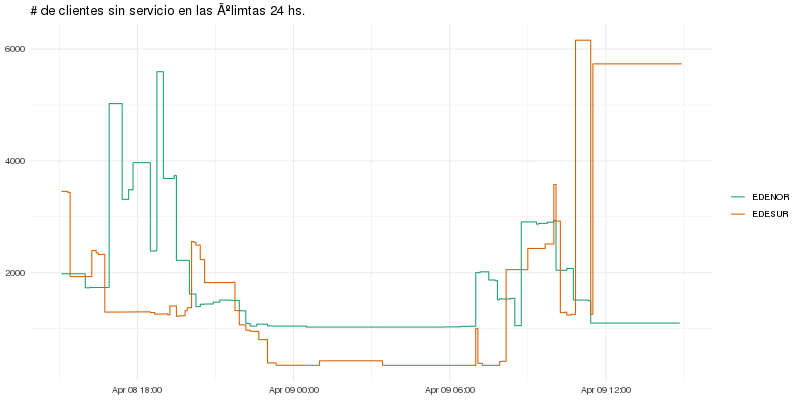 # de clientes sin servicio en las Ãºlimtas 24 hs.
6000
4000
2000
EDENOR
EDESUR
Apr 08 18:00
Apr 09 00:00
Apr 09 06:00
Apr 09 12:00